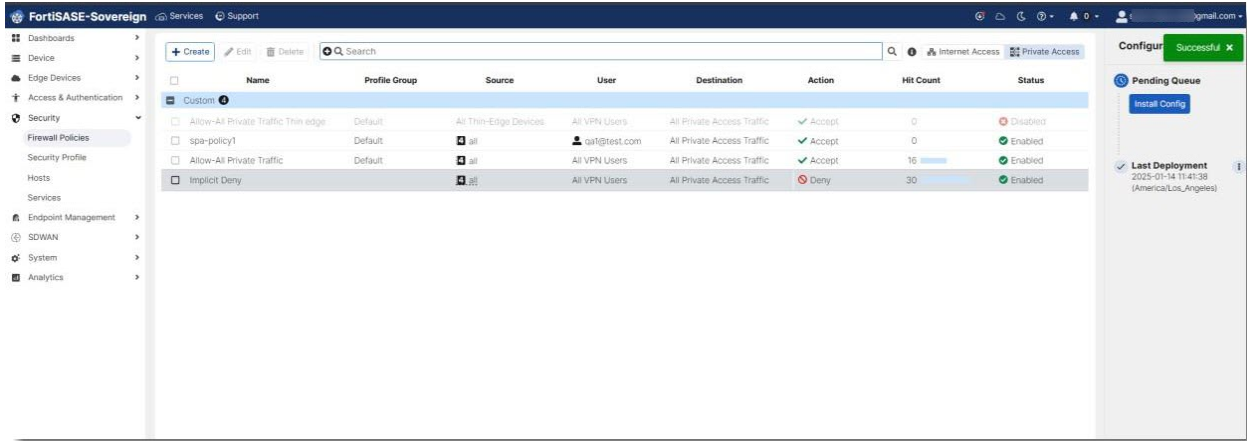 FortiSASE-Sovereign Services Support 0 gmail.com
Dashboards
Device
Edge Devices
Access & Authentication
Security
Firewall Policies
Security Profile
Hosts
Services
Endpoint Management
SDWAN
System
Analytics
+ Create Edit Delete Search Internet Access Private Access
Name Profile Group Source User Destination Action Hit Count Status
Custom 4
Allow-All Private Traffic Thin edge Default All Thin-Edge Devices All VPN Users All Private Access Traffic Accept 0 Disabled
spa-policy1 Default 4 all qa1@test.com All Private Access Traffic Accept 0 Enabled
Allow-All Private Traffic Default 4 all All VPN Users All Private Access Traffic Accept 16 Enabled
Implicit Deny 4 all All VPN Users All Private Access Traffic Deny 30 Enabled
Configur
Successful
Pending Queue
Install Config
Last Deployment
2025-01-14 11:41:38
(America/Los_Angeles)